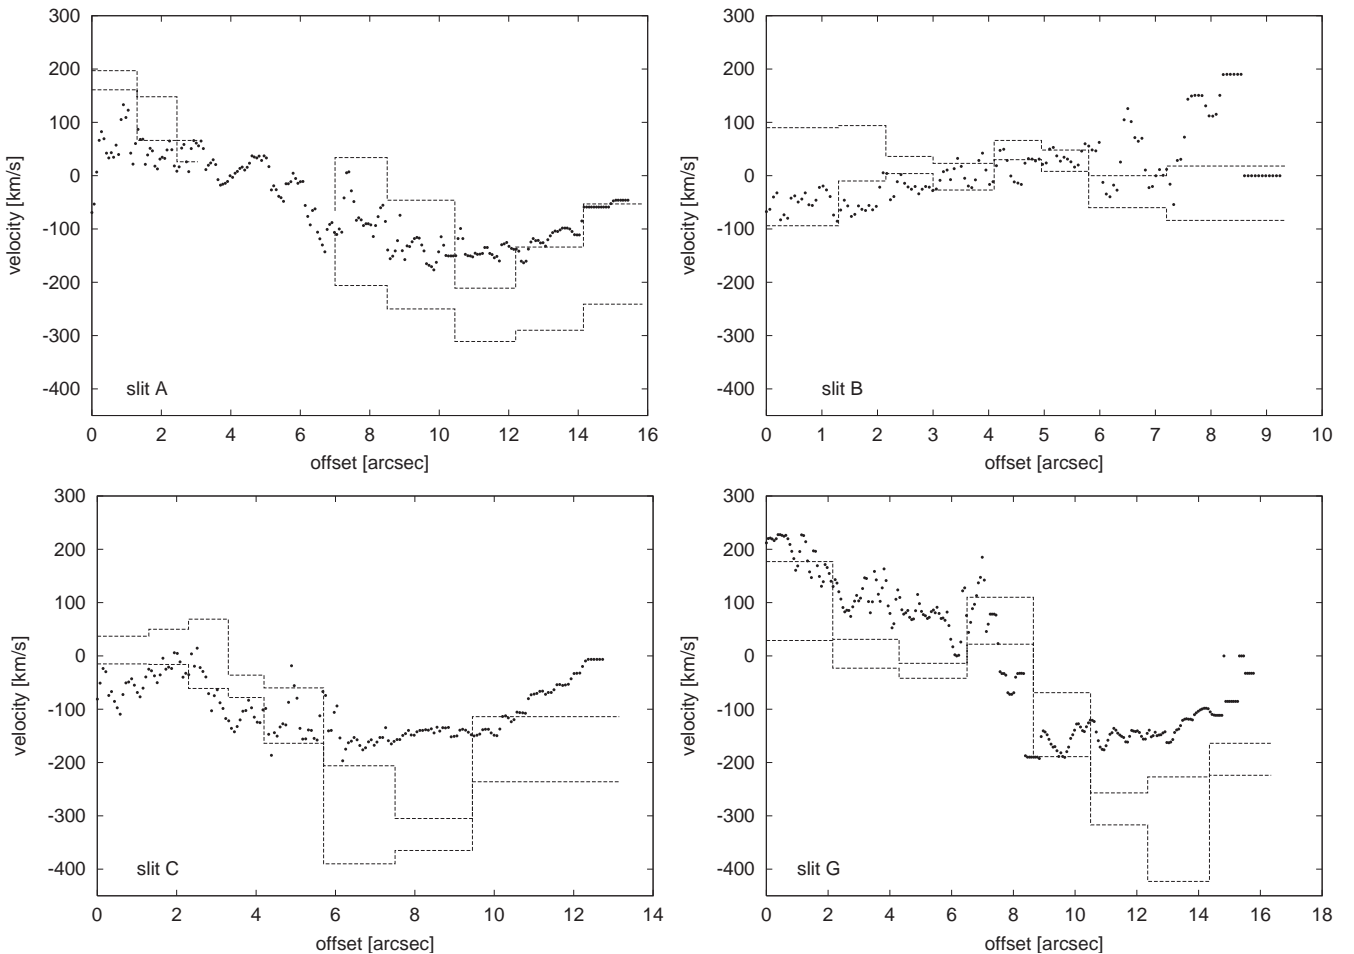 300
200
100
0
-100
-200
-300
-400
velocity [km/s]
slit A
0 2 4 6 8 10 12 14 16
offset [arcsec]
300
200
100
0
-100
-200
-300
-400
velocity [km/s]
slit B
0 1 2 3 4 5 6 7 8 9 10
offset [arcsec]
300
200
100
0
-100
-200
-300
-400
velocity [km/s]
slit C
0 2 4 6 8 10 12 14
offset [arcsec]
300
200
100
0
-100
-200
-300
-400
velocity [km/s]
slit G
0 2 4 6 8 10 12 14 16 18
offset [arcsec]